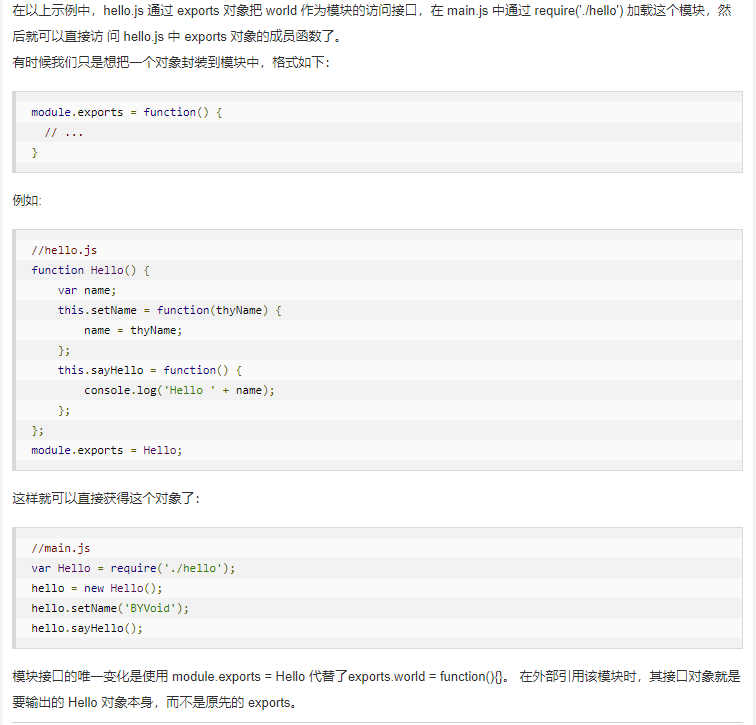 在以上示例中，hello.js 通过 exports 对象把 world 作为模块的访问接口，在 main.js 中通过 require('./hello') 加载这个模块，然
后就可以直接访 问 hello.js 中 exports 对象的成员函数了。
有时候我们只是想把一个对象封装到模块中，格式如下：
module.exports = function() {
  // ...
}
例如:
//hello.js
function Hello() {
    var name;
    this.setName = function(thyName) {
        name = thyName;
    };
    this.sayHello = function() {
        console.log('Hello ' + name);
    };
};
module.exports = Hello;
这样就可以直接获得这个对象了：
//main.js
var Hello = require('./hello');
hello = new Hello();
hello.setName('BYVoid');
hello.sayHello();
模块接口的唯一变化是使用 module.exports = Hello 代替了exports.world = function(){}。 在外部引用该模块时，其接口对象就是
要输出的 Hello 对象本身，而不是原先的 exports。